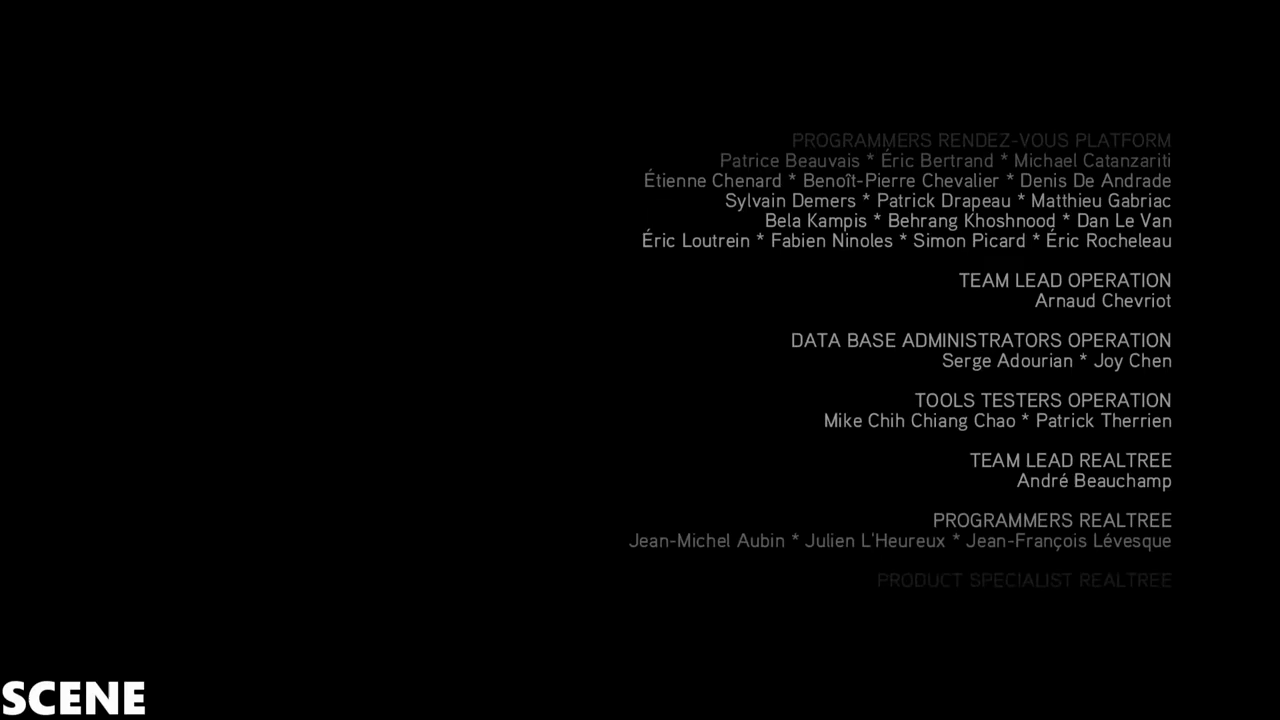 PROGRAMMERS RENDEZ-VOUS PLATFORM
Patrice Beauvais * Éric Bertrand * Michael Catanzariti
Étienne Chenard * Benoît-Pierre Chevalier * Denis De Andrade
Sylvain Demers * Patrick Drapeau * Matthieu Gabriac
Bela Kampis * Behrang Khoshnood * Dan Le Van
Éric Loutrein * Fabien Ninoles * Simon Picard * Éric Rocheleau
TEAM LEAD OPERATION
Arnaud Chevriot
DATA BASE ADMINISTRATORS OPERATION
Serge Adourian * Joy Chen
TOOLS TESTERS OPERATION
Mike Chih Chiang Chao * Patrick Therrien
TEAM LEAD REALTREE
André Beauchamp
PROGRAMMERS REALTREE
Jean-Michel Aubin * Julien L'Heureux * Jean-François Lévesque
PRODUCT SPECIALIST REALTREE
SCENE